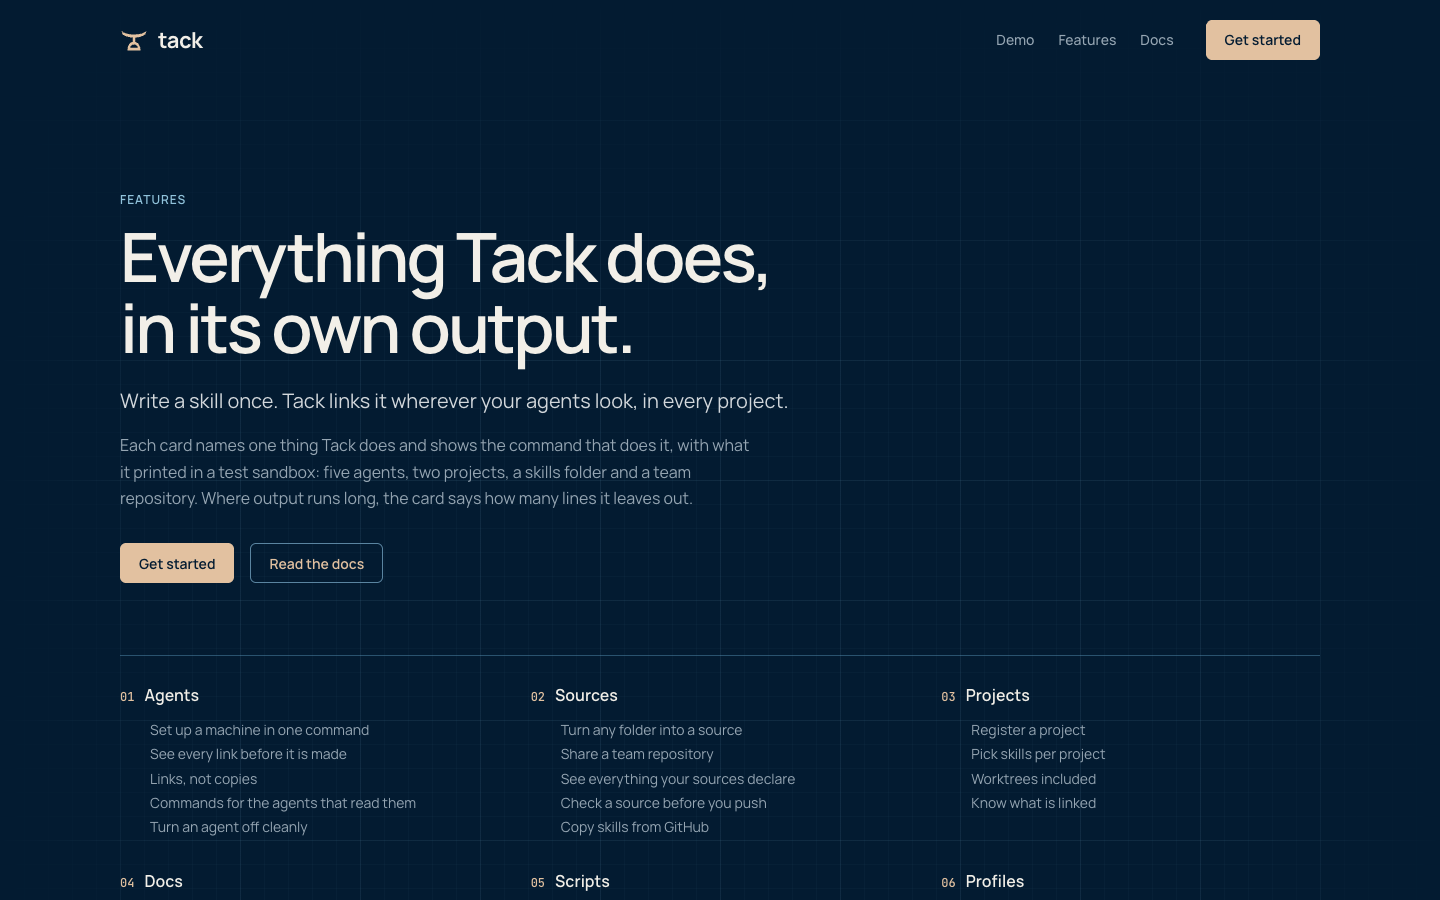 tack
Demo
Features
Docs
Get started
FEATURES
Everything Tack does,
in its own output.
Write a skill once. Tack links it wherever your agents look, in every project.
Each card names one thing Tack does and shows the command that does it, with what
it printed in a test sandbox: five agents, two projects, a skills folder and a team
repository. Where output runs long, the card says how many lines it leaves out.
Get started
Read the docs
01 Agents
Set up a machine in one command
See every link before it is made
Links, not copies
Commands for the agents that read them
Turn an agent off cleanly
02 Sources
Turn any folder into a source
Share a team repository
See everything your sources declare
Check a source before you push
Copy skills from GitHub
03 Projects
Register a project
Pick skills per project
Worktrees included
Know what is linked
04 Docs
05 Scripts
06 Profiles